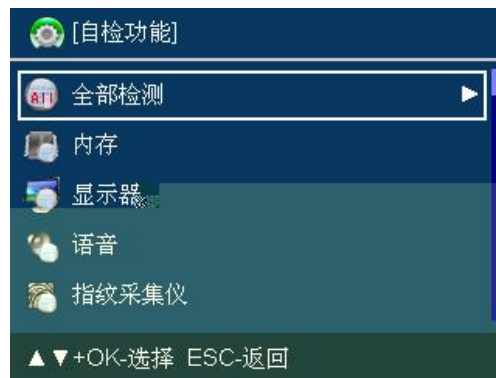 [自检功能]
全部检测
内存
显示器
语音
指纹采集仪
▲▼+OK-选择 ESC-返回